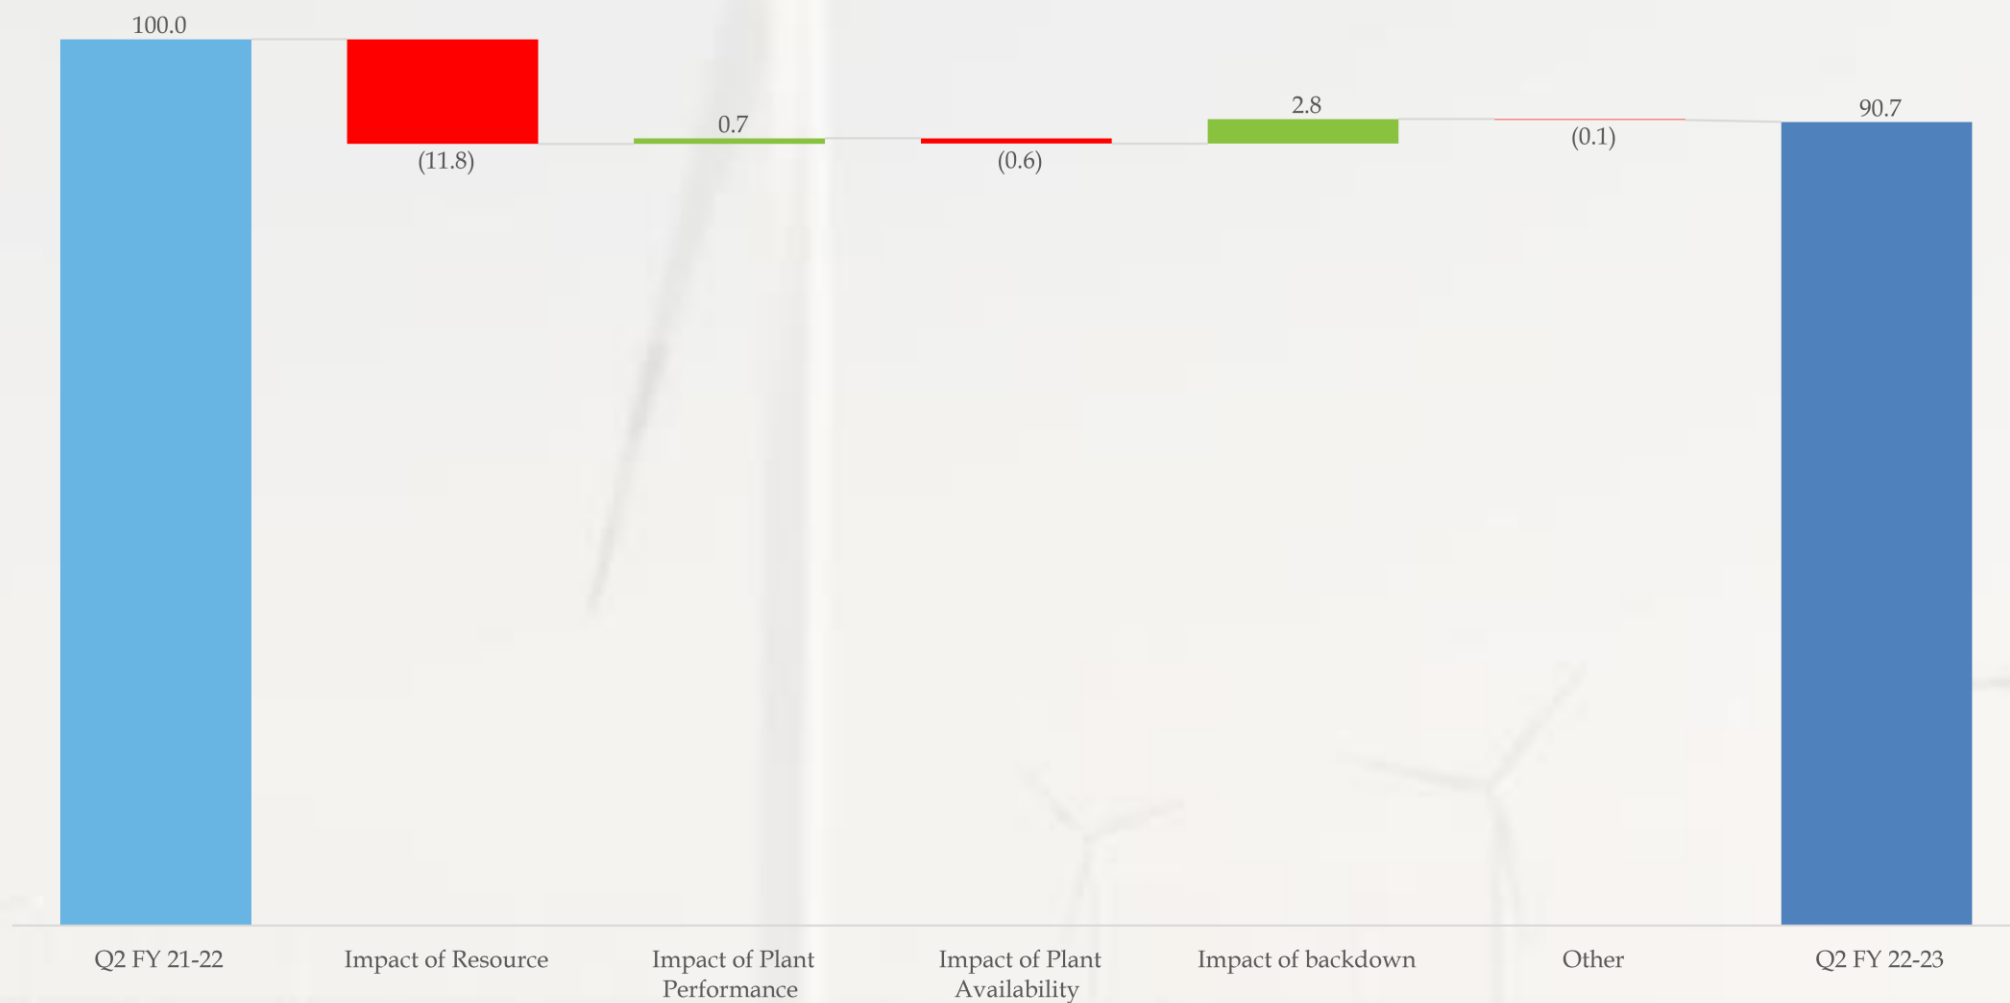 100.0
(11.8)
0.7
(0.6)
2.8
(0.1)
90.7
Q2 FY 21-22
Impact of Resource
Impact of Plant
Performance
Impact of Plant
Availability
Impact of backdown
Other
Q2 FY 22-23